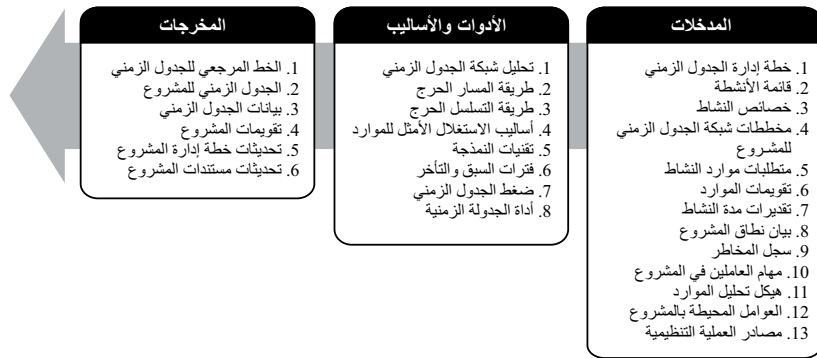 المدخلات
1. خطة إدارة الجدول الزمني
2. قائمة الأنشطة
3. خصائص النشاط
4. مخططات شبكة الجدول الزمني
للمشروع
5. متطلبات موارد النشاط
6. تقويمات الموارد
7. تقديرات مدة النشاط
8. بيان نطاق المشروع
9. سجل المخاطر
10. مهام العاملين في المشروع
11. هيكل تحليل الموارد
12. العوامل المحيطة بالمشروع
13. مصادر العملية التنظيمية
الأدوات والأساليب
1. تحليل شبكة الجدول الزمني
2. طريقة المسار الحرج
3. طريقة التسلسل الحرج
4. أساليب الاستغلال الأمثل للموارد
5. تقنيات النمذجة
6. فترات السبق والتأخر
7. ضغط الجدول الزمني
8. أداة الجدولة الزمنية
المخرجات
1. الخط المرجعي للجدول الزمني
2. الجدول الزمني للمشروع
3. بيانات الجدول الزمني
4. تقويمات المشروع
5. تحديثات خطة إدارة المشروع
6. تحديثات مستندات المشروع